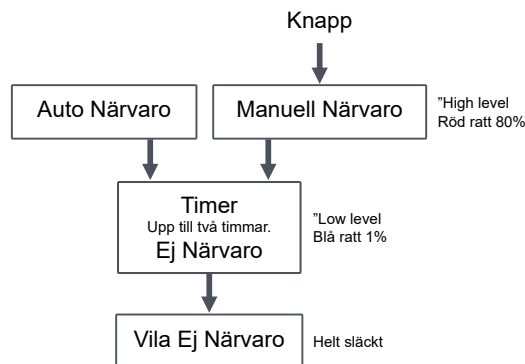 Knapp
Auto Närvaro
Manuell Närvaro
”High level
Röd ratt 80%
Timer
Upp till två timmar.
Ej Närvaro
”Low level
Blå ratt 1%
Vila Ej Närvaro
Helt släckt